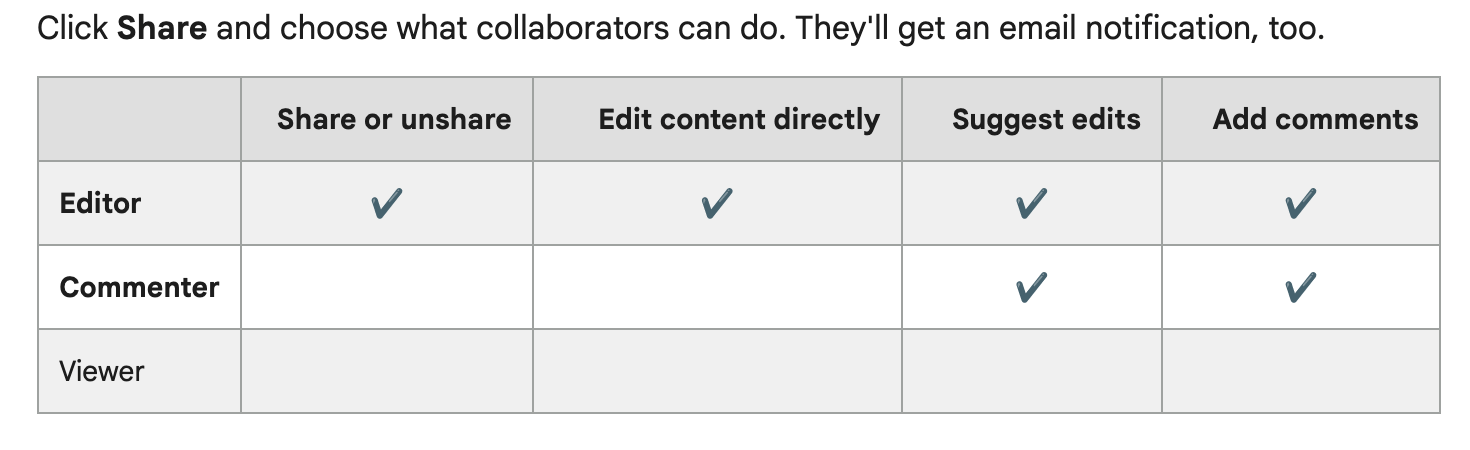 Click Share and choose what collaborators can do. They'll get an email notification, too.
Share or unshare Edit content directly Suggest edits Add comments
Editor ✔ ✔ ✔ ✔
Commenter ✔ ✔
Viewer